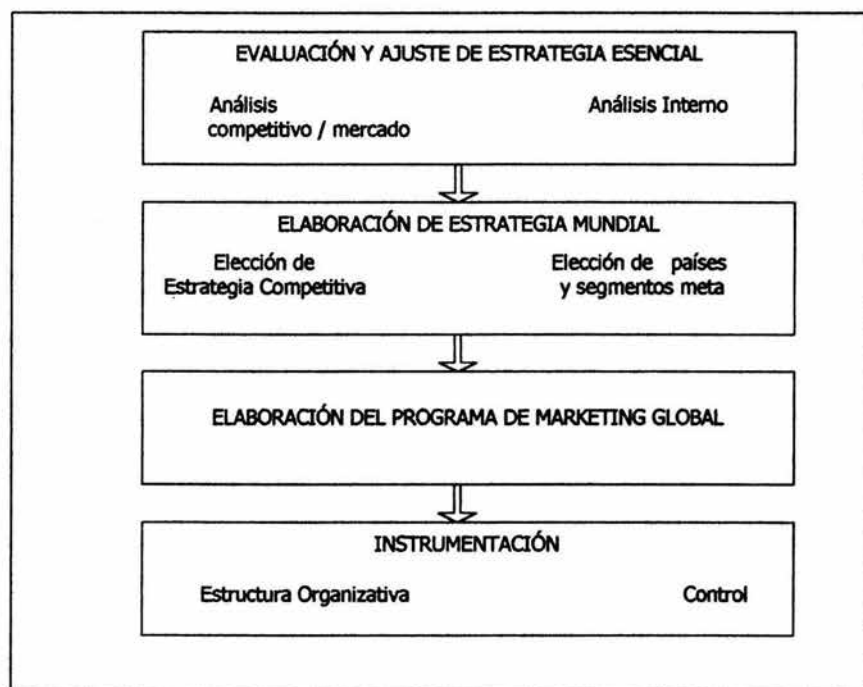 EVALUACIÓN Y AJUSTE DE ESTRATEGIA ESENCIAL
Análisis
competitivo / mercado
Análisis Interno
ELABORACIÓN DE ESTRATEGIA MUNDIAL
Elección de
Estrategia Competitiva
Elección de países
y segmentos meta
ELABORACIÓN DEL PROGRAMA DE MARKETING GLOBAL
INSTRUMENTACIÓN
Estructura Organizativa
Control